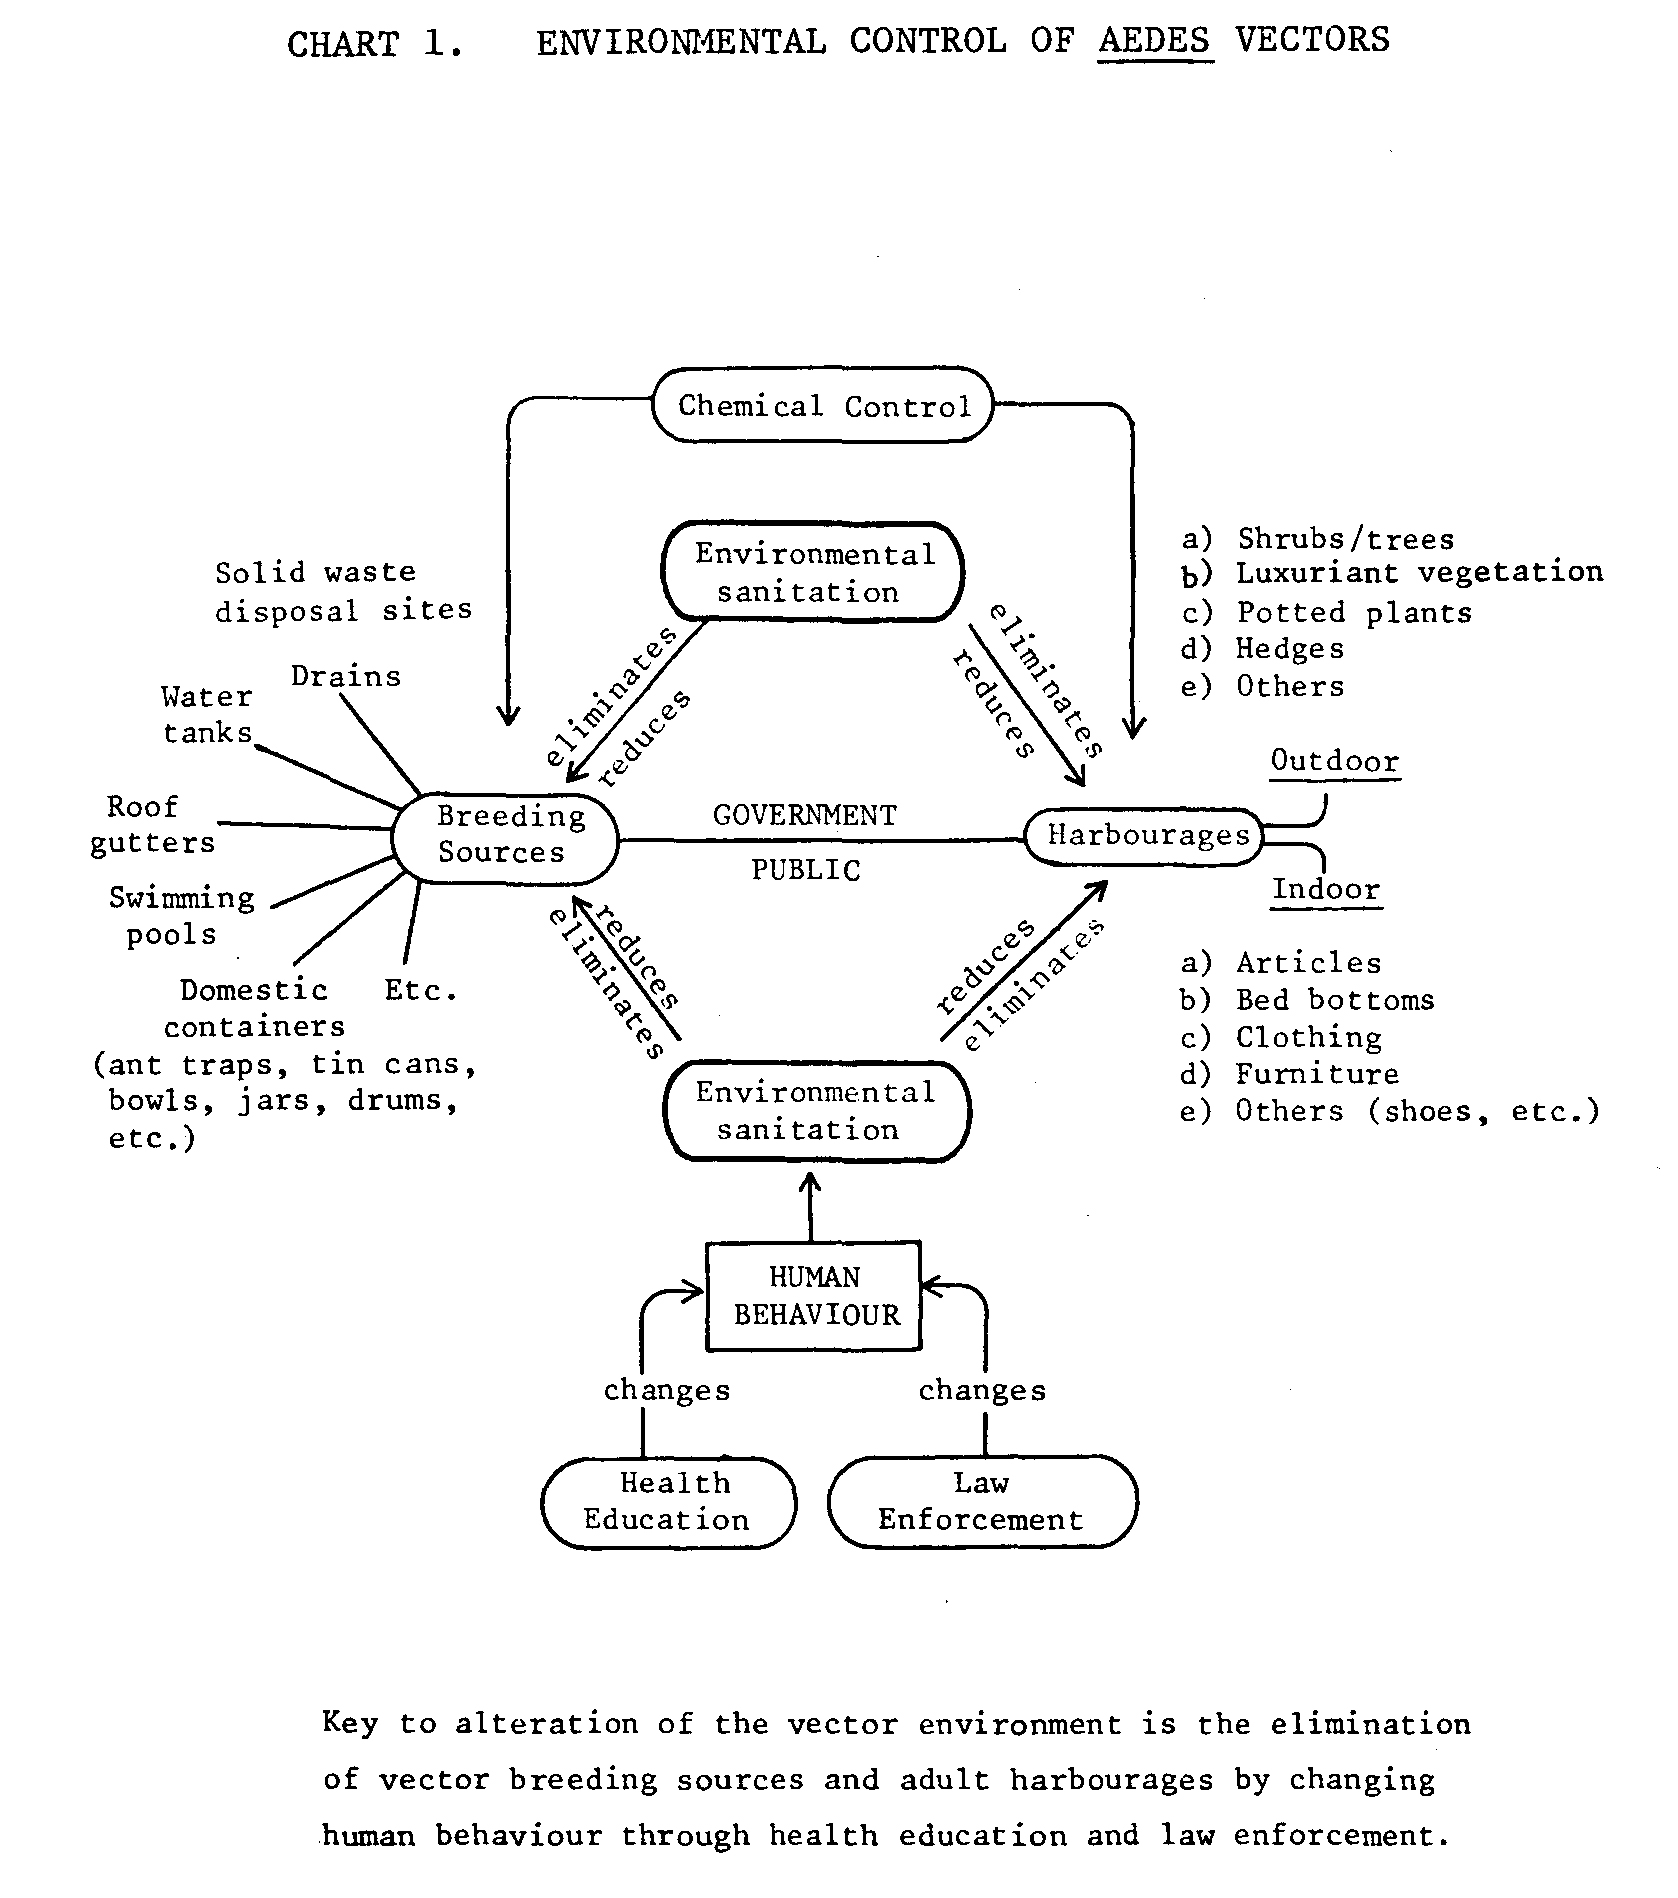 CHART 1. ENVIRONMENTAL CONTROL OF AEDES VECTORS
Chemical Control
Environmental
sanitation
Solid waste
disposal sites
Drains
Water
tanks
Roof
gutters
Swimming
pools
Domestic
containers
(ant traps, tin cans,
bowls, jars, drums,
etc.)
Etc.
eliminates
reduces
eliminates
reduces
a) Shrubs/trees
b) Luxuriant vegetation
c) Potted plants
d) Hedges
e) Others
Outdoor
Breeding
Sources
GOVERNMENT
PUBLIC
Harbourages
Indoor
a) Articles
b) Bed bottoms
c) Clothing
d) Furniture
e) Others (shoes, etc.)
reduces
eliminates
reduces
eliminates
Environmental
sanitation
HUMAN
BEHAVIOUR
changes
changes
Health
Education
Law
Enforcement
Key to alteration of the vector environment is the elimination
of vector breeding sources and adult harbourages by changing
human behaviour through health education and law enforcement.